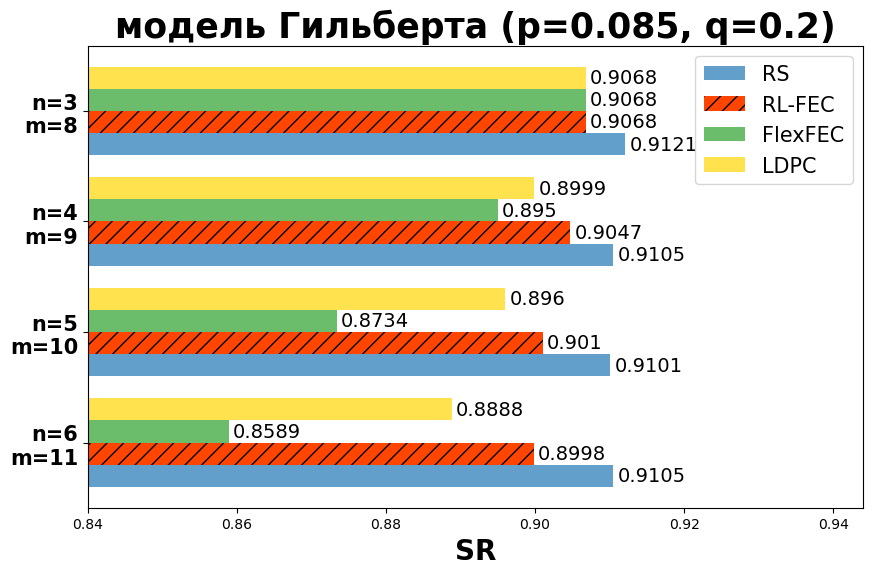 модель Гильберта (p=0.085, q=0.2)
RS
RL-FEC
FlexFEC
LDPC
n=3
m=8
0.9068
0.9068
0.9068
0.9121
n=4
m=9
0.8999
0.895
0.9047
0.9105
n=5
m=10
0.896
0.8734
0.901
0.9101
n=6
m=11
0.8888
0.8589
0.8998
0.9105
0.84 0.86 0.88 0.90 0.92 0.94
SR